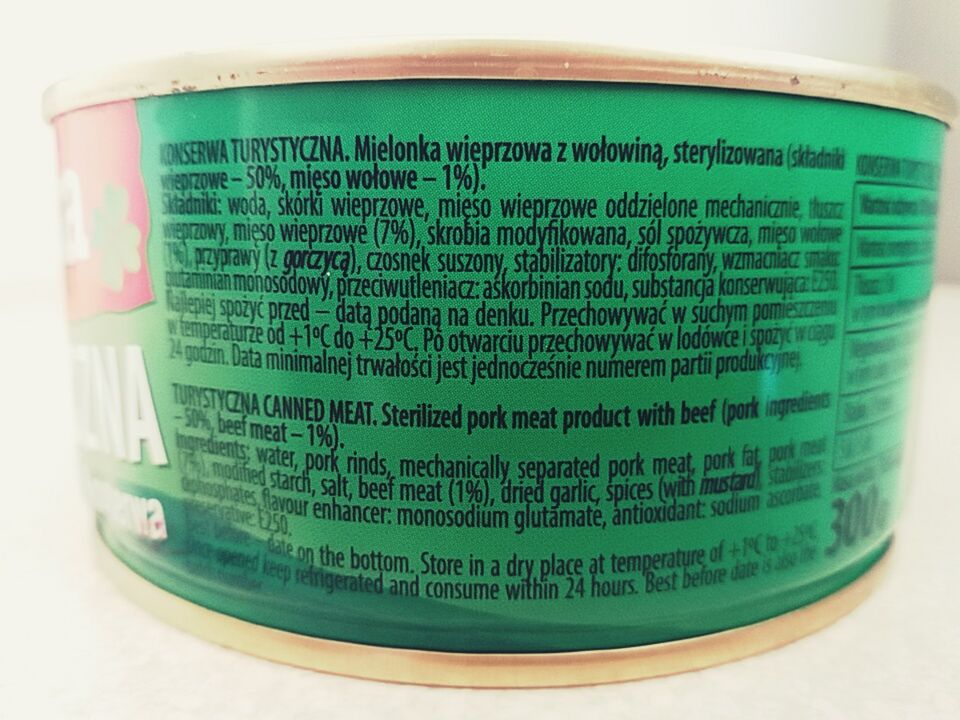 KONSERWA TURYSTYCZNA. Mielonka wieprzowa z wołowiną, sterylizowana (składniki
wieprzowe – 50%, mięso wołowe – 1%).
Składniki: woda, skórki wieprzowe, mięso wieprzowe oddzielone mechanicznie, tłuszcz
wieprzowy, mięso wieprzowe (7%), skrobia modyfikowana, sól spożywcza, mięso wołowe
(1%), przyprawy (z gorczycą), czosnek suszony, stabilizatory: difosforany, wzmacniacz smaku:
glutaminian monosodowy, przeciwutleniacz: askorbinian sodu, substancja konserwująca: E250.
Najlepiej spożyć przed – datą podaną na denku. Przechowywać w suchym pomieszczeniu
w temperaturze od +1ºC do +25ºC. Po otwarciu przechowywać w lodówce i spożyć w ciągu
24 godzin. Data minimalnej trwałości jest jednocześnie numerem partii produkcyjnej.
TURYSTYCZNA CANNED MEAT. Sterilized pork meat product with beef (pork ingredients
– 50%, beef meat – 1%).
Ingredients: water, pork rinds, mechanically separated pork meat, pork fat, pork meat
(7%), modified starch, salt, beef meat (1%), dried garlic, spices (with mustard), stabilizers:
diphosphates, flavour enhancer: monosodium glutamate, antioxidant: sodium ascorbate,
preservative: E250.
date on the bottom. Store in a dry place at temperature of +1ºC to +25ºC.
Once opened keep refrigerated and consume within 24 hours. Best before date is also the
KONSERWA
300g
ZNA